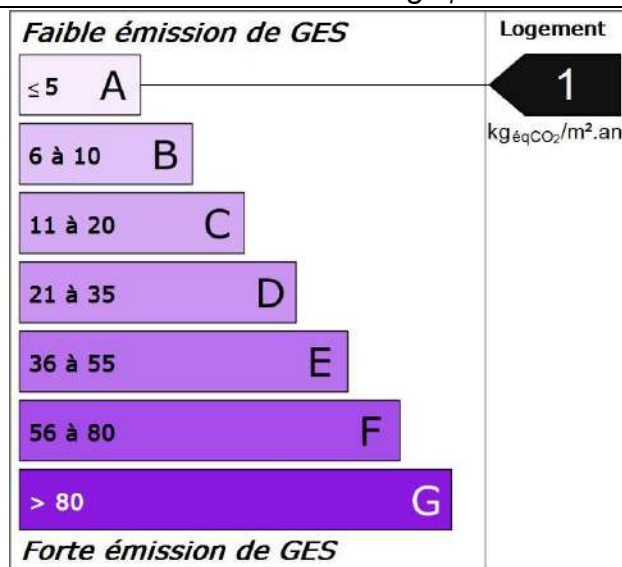 Faible émission de GES
Logement
≤ 5 A
1
kgéqCO₂/m².an
6 à 10 B
11 à 20 C
21 à 35 D
36 à 55 E
56 à 80 F
> 80 G
Forte émission de GES